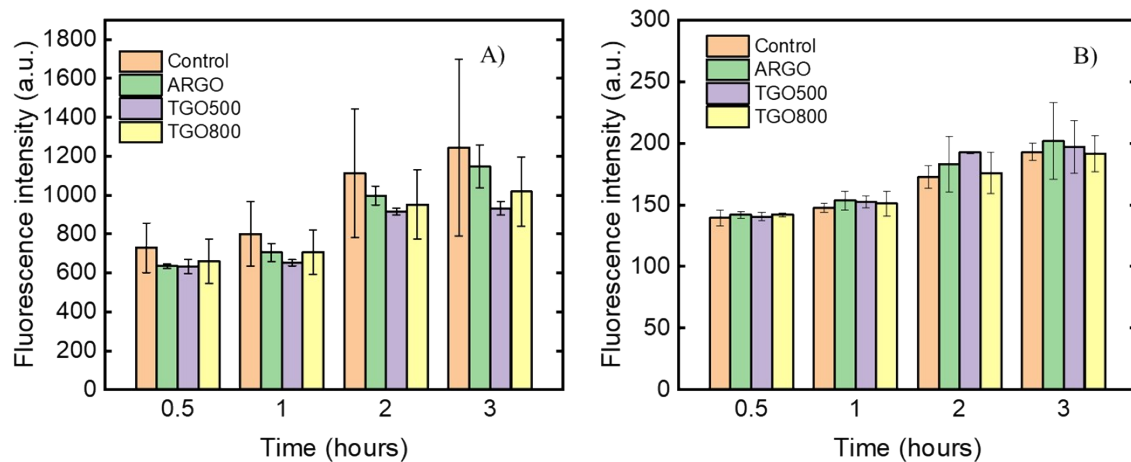 A)
Fluorescence intensity (a.u.)
1800
1600
1400
1200
1000
800
600
400
200
0
Control
ARGO
TGO500
TGO800
0.5 1 2 3
Time (hours)
B)
Fluorescence intensity (a.u.)
300
250
200
150
100
50
0
Control
ARGO
TGO500
TGO800
0.5 1 2 3
Time (hours)